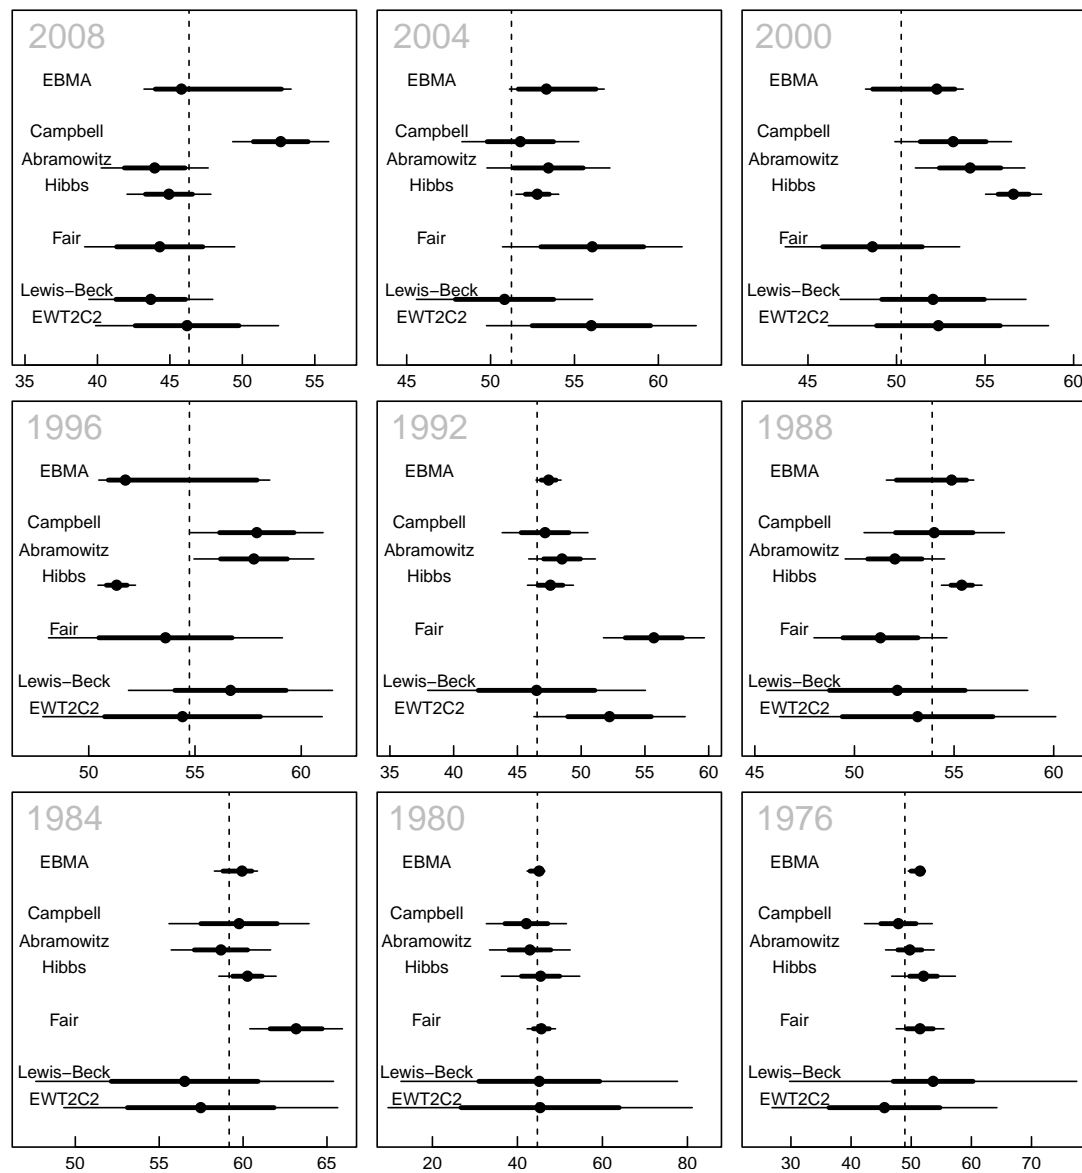 2008
EBMA
Campbell
Abramowitz
Hibbs
Fair
Lewis−Beck
EWT2C2
35 40 45 50 55
2004
EBMA
Campbell
Abramowitz
Hibbs
Fair
Lewis−Beck
EWT2C2
45 50 55 60
2000
EBMA
Campbell
Abramowitz
Hibbs
Fair
Lewis−Beck
EWT2C2
45 50 55 60
1996
EBMA
Campbell
Abramowitz
Hibbs
Fair
Lewis−Beck
EWT2C2
50 55 60
1992
EBMA
Campbell
Abramowitz
Hibbs
Fair
Lewis−Beck
EWT2C2
35 40 45 50 55 60
1988
EBMA
Campbell
Abramowitz
Hibbs
Fair
Lewis−Beck
EWT2C2
45 50 55 60
1984
EBMA
Campbell
Abramowitz
Hibbs
Fair
Lewis−Beck
EWT2C2
50 55 60 65
1980
EBMA
Campbell
Abramowitz
Hibbs
Fair
Lewis−Beck
EWT2C2
20 40 60 80
1976
EBMA
Campbell
Abramowitz
Hibbs
Fair
Lewis−Beck
EWT2C2
30 40 50 60 70